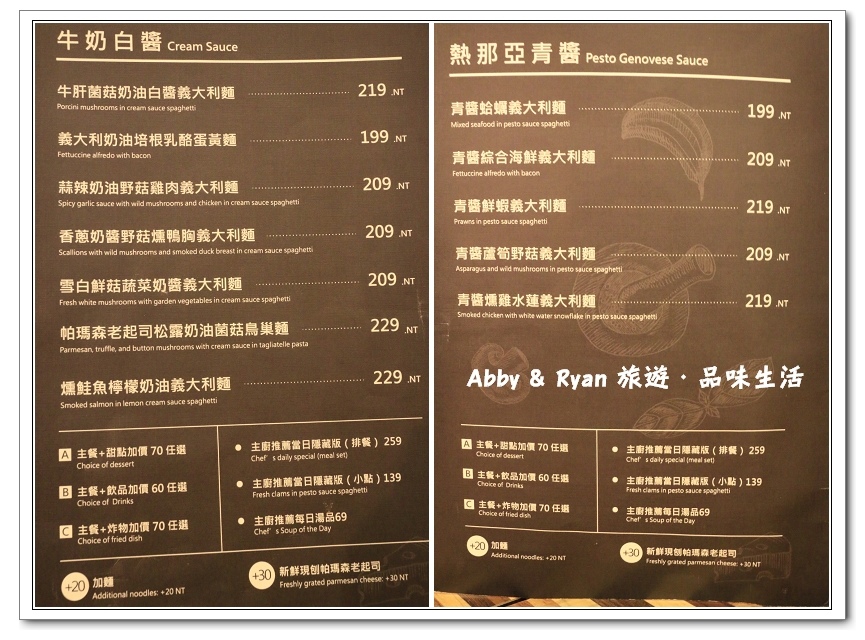 牛奶白醬 Cream Sauce
牛肝菌菇奶油白醬義大利麵 219 .NT
Porcini mushrooms in cream sauce spaghetti
義大利奶油培根乳酪蛋黃麵 199 .NT
Fettuccine alfredo with bacon
蒜辣奶油野菇雞肉義大利麵 209 .NT
Spicy garlic sauce with wild mushrooms and chicken in cream sauce spaghetti
香蔥奶醬野菇燻鴨胸義大利麵 209 .NT
Scallions with wild mushrooms and smoked duck breast in cream sauce spaghetti
雪白鮮菇蔬菜奶醬義大利麵 209 .NT
Fresh white mushrooms with garden vegetables in cream sauce spaghetti
帕瑪森老起司松露奶油菌菇鳥巢麵 229 .NT
Parmesan, truffle, and button mushrooms with cream sauce in tagliatelle pasta
燻鮭魚檸檬奶油義大利麵 229 .NT
Smoked salmon in lemon cream sauce spaghetti
A 主餐+甜點加價 70 任選
Choice of dessert
B 主餐+飲品加價 60 任選
Choice of Drinks
C 主餐+炸物加價 70 任選
Choice of fried dish
主廚推薦當日隱藏版 ( 排餐 ) 259
Chef's daily special (meal set)
主廚推薦當日隱藏版 ( 小點 ) 139
Fresh clams in pesto sauce spaghetti
主廚推薦每日湯品69
Chef's Soup of the Day
+20 加麵
Additional noodles: +20 NT
+30 新鮮現刨帕瑪森老起司
Freshly grated parmesan cheese: +30 NT
熱那亞青醬 Pesto Genovese Sauce
青醬蛤蠣義大利麵 199 .NT
Mixed seafood in pesto sauce spaghetti
青醬綜合海鮮義大利麵 209 .NT
Fettuccine alfredo with bacon
青醬鮮蝦義大利麵 219 .NT
Prawns in pesto sauce spaghetti
青醬蘆筍野菇義大利麵 209 .NT
Asparagus and wild mushrooms in pesto sauce spaghetti
青醬燻雞水蓮義大利麵 219 .NT
Smoked chicken with white water snowflake in pesto sauce spaghetti
Abby & Ryan 旅遊‧品味生活
A 主餐+甜點加價 70 任選
Choice of dessert
B 主餐+飲品加價 60 任選
Choice of Drinks
C 主餐+炸物加價 70 任選
Choice of fried dish
主廚推薦當日隱藏版 ( 排餐 ) 259
Chef's daily special (meal set)
主廚推薦當日隱藏版 ( 小點 ) 139
Fresh clams in pesto sauce spaghetti
主廚推薦每日湯品69
Chef's Soup of the Day
+20 加麵
Additional noodles: +20 NT
+30 新鮮現刨帕瑪森老起司
Freshly grated parmesan cheese: +30 NT